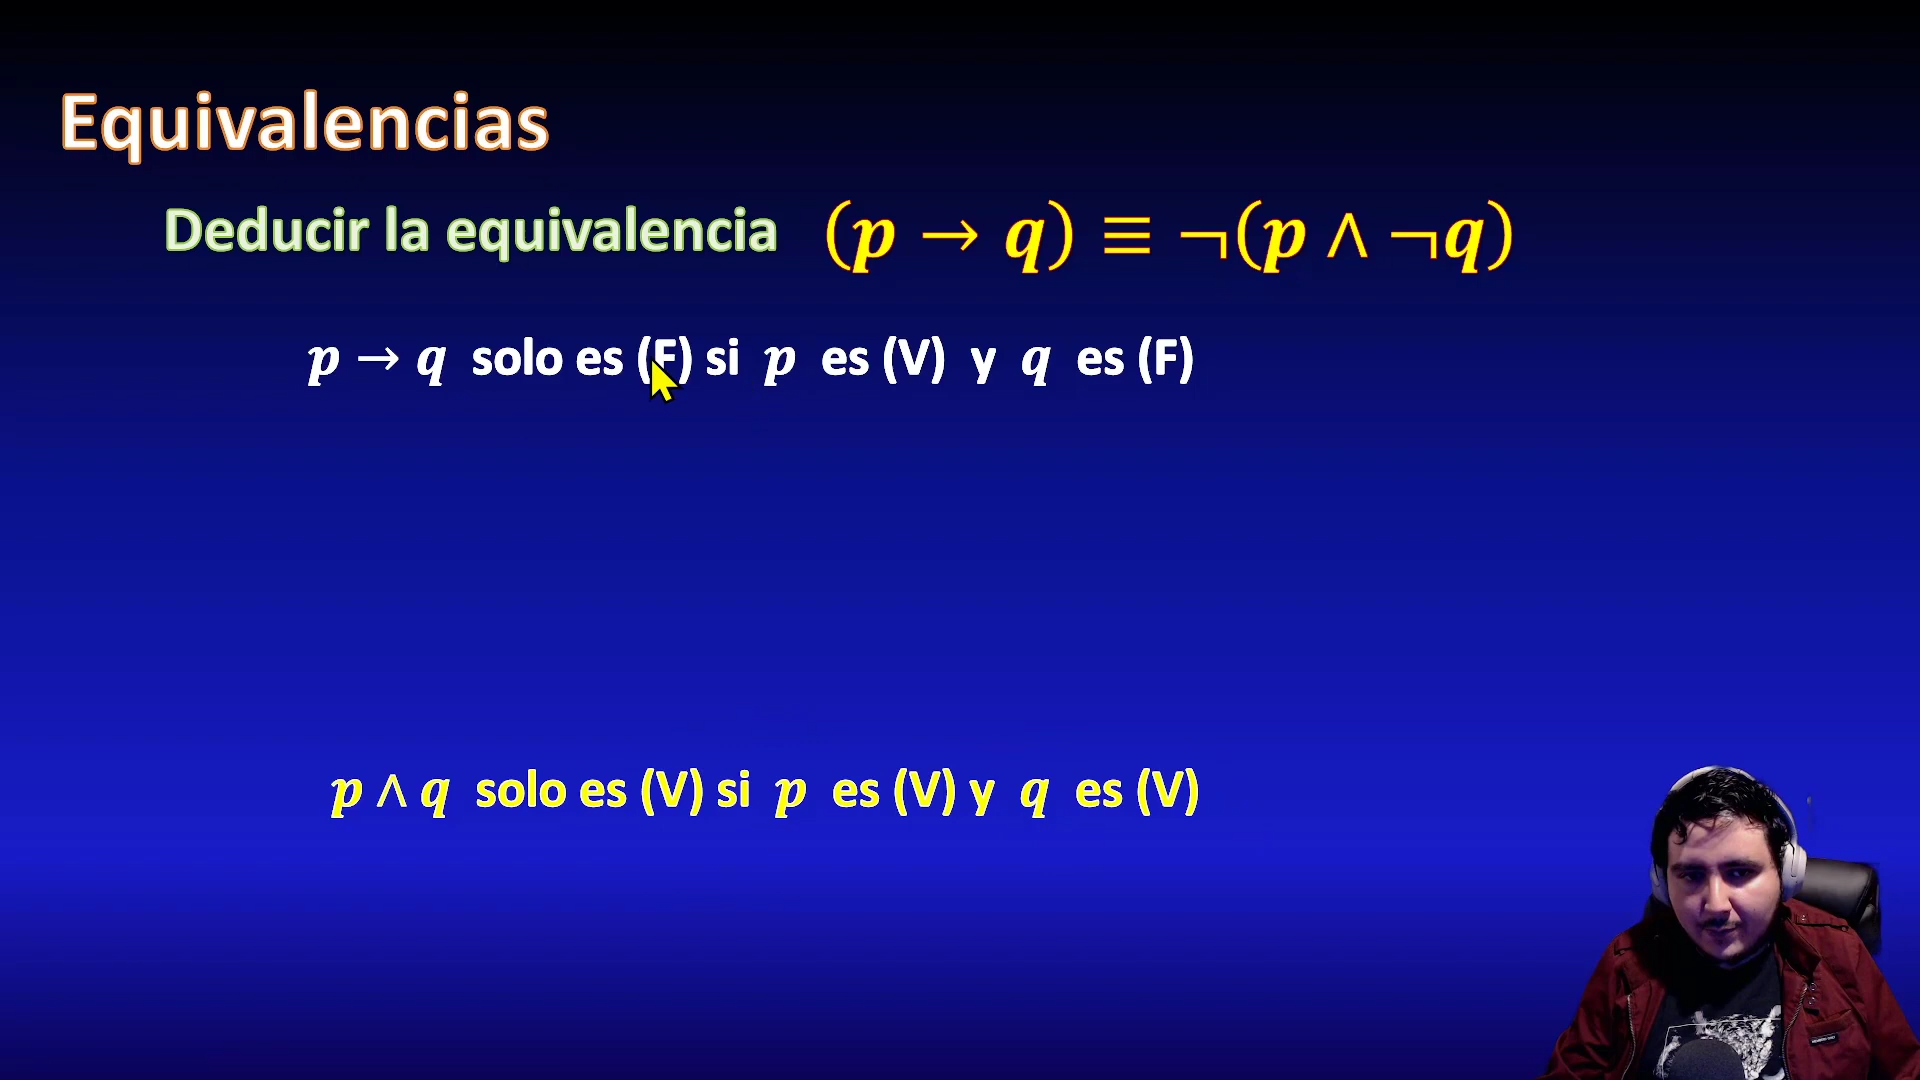 Equivalencias
Deducir la equivalencia (p → q) ≡ ¬(p ∧ ¬q)
p → q solo es (F) si p es (V) y q es (F)
p ∧ q solo es (V) si p es (V) y q es (V)